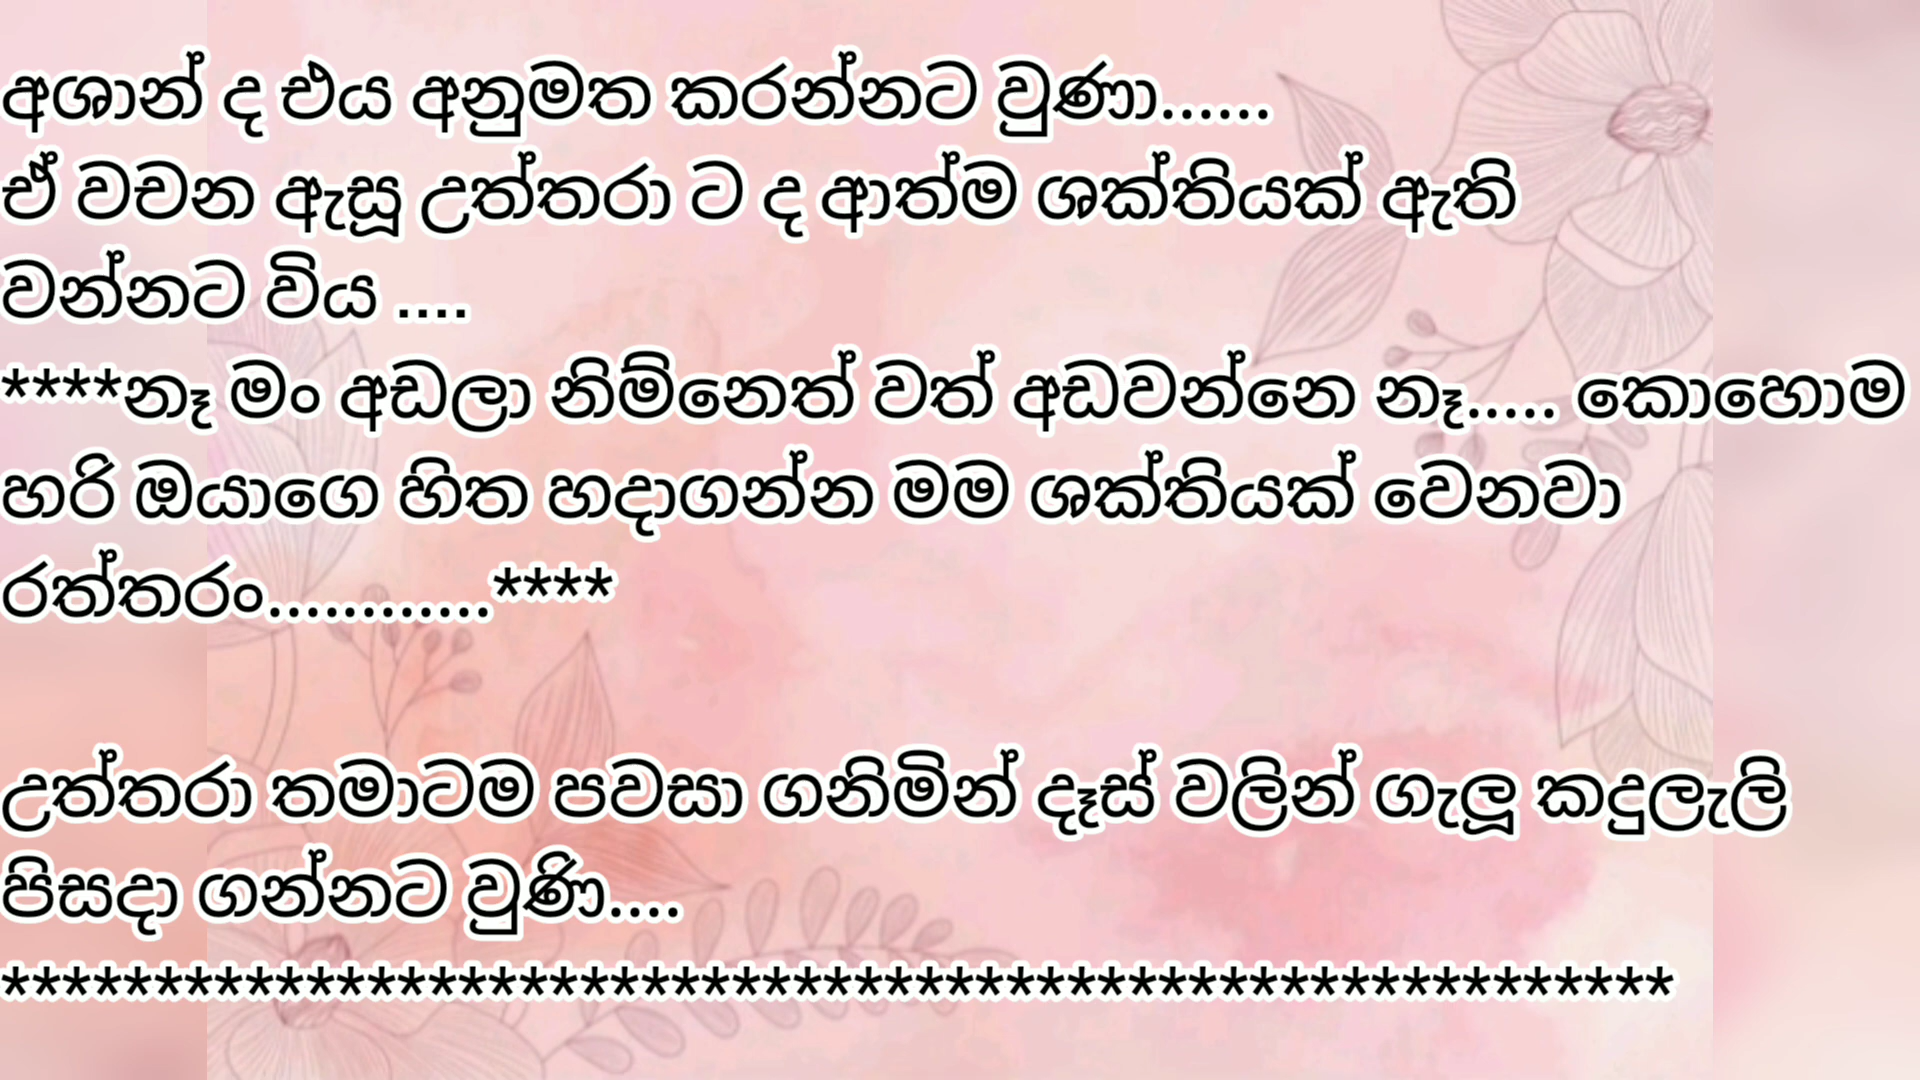 අශාන් ද එය අනුමත කරන්නට වුණා......
ඒ වචන ඇසූ උත්තරා ට ද ආත්ම ශක්තියක් ඇති
වන්නට විය ....
****නෑ මං අඩලා නිම්නෙත් වත් අඩවන්නෙ නෑ..... කොහොම
හරි ඔයාගෙ හිත හදාගන්න මම ශක්තියක් වෙනවා
රත්තරං............****
උත්තරා තමාටම පවසා ගනිමින් දෑස් වලින් ගැලූ කදුලැලි
පිසදා ගන්නට වුණි....
*******************************************************